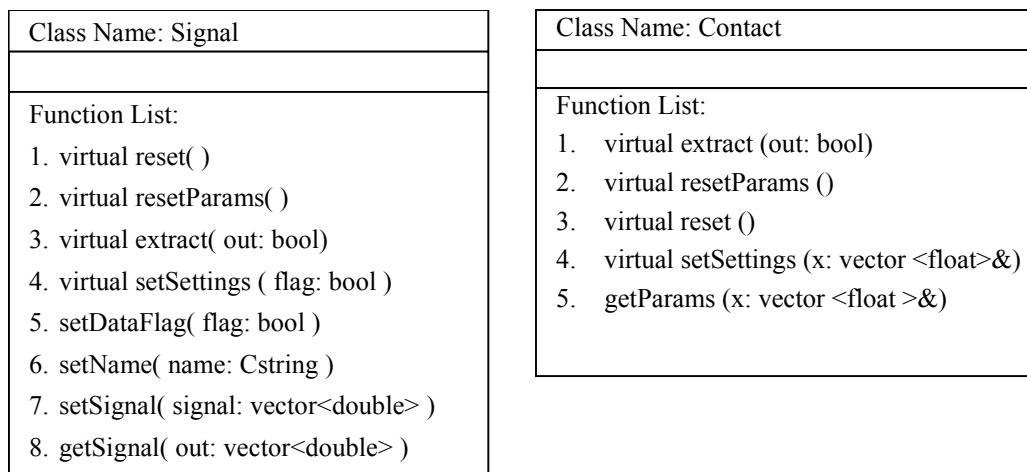 Class Name: Signal
Function List:
1. virtual reset( )
2. virtual resetParams( )
3. virtual extract( out: bool)
4. virtual setSettings ( flag: bool )
5. setDataFlag( flag: bool )
6. setName( name: Cstring )
7. setSignal( signal: vector<double> )
8. getSignal( out: vector<double> )
Class Name: Contact
Function List:
1. virtual extract (out: bool)
2. virtual resetParams ()
3. virtual reset ()
4. virtual setSettings (x: vector <float>&)
5. getParams (x: vector <float >&)